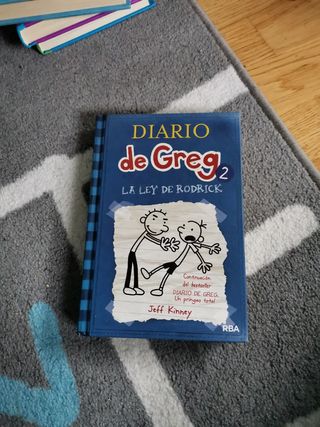 DIARIO
de Greg 2
LA LEY DE RODRICK
Continuación
del bestseller
DIARIO DE GREG.
Un pringao total
Jeff Kinney
RBA